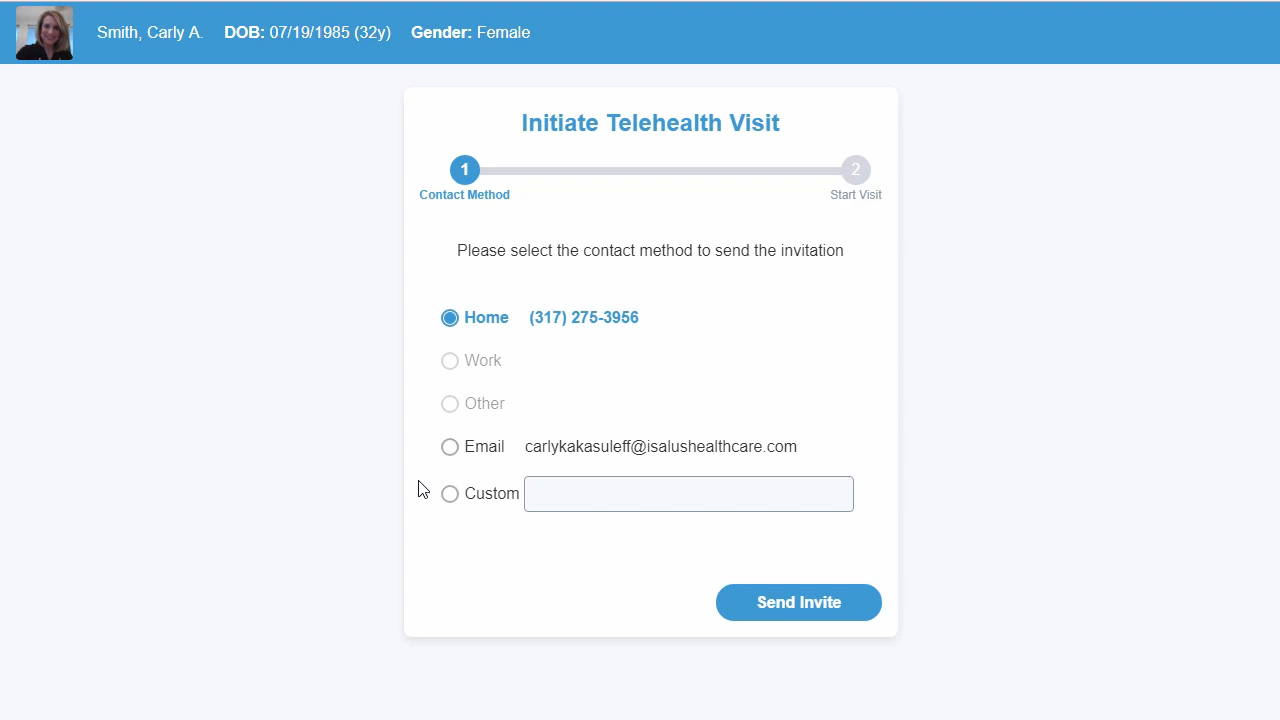 Smith, Carly A. DOB: 07/19/1985 (32y) Gender: Female
Initiate Telehealth Visit
1 2
Contact Method Start Visit
Please select the contact method to send the invitation
Home (317) 275-3956
Work
Other
Email carlykakasuleff@isalushealthcare.com
Custom
Send Invite